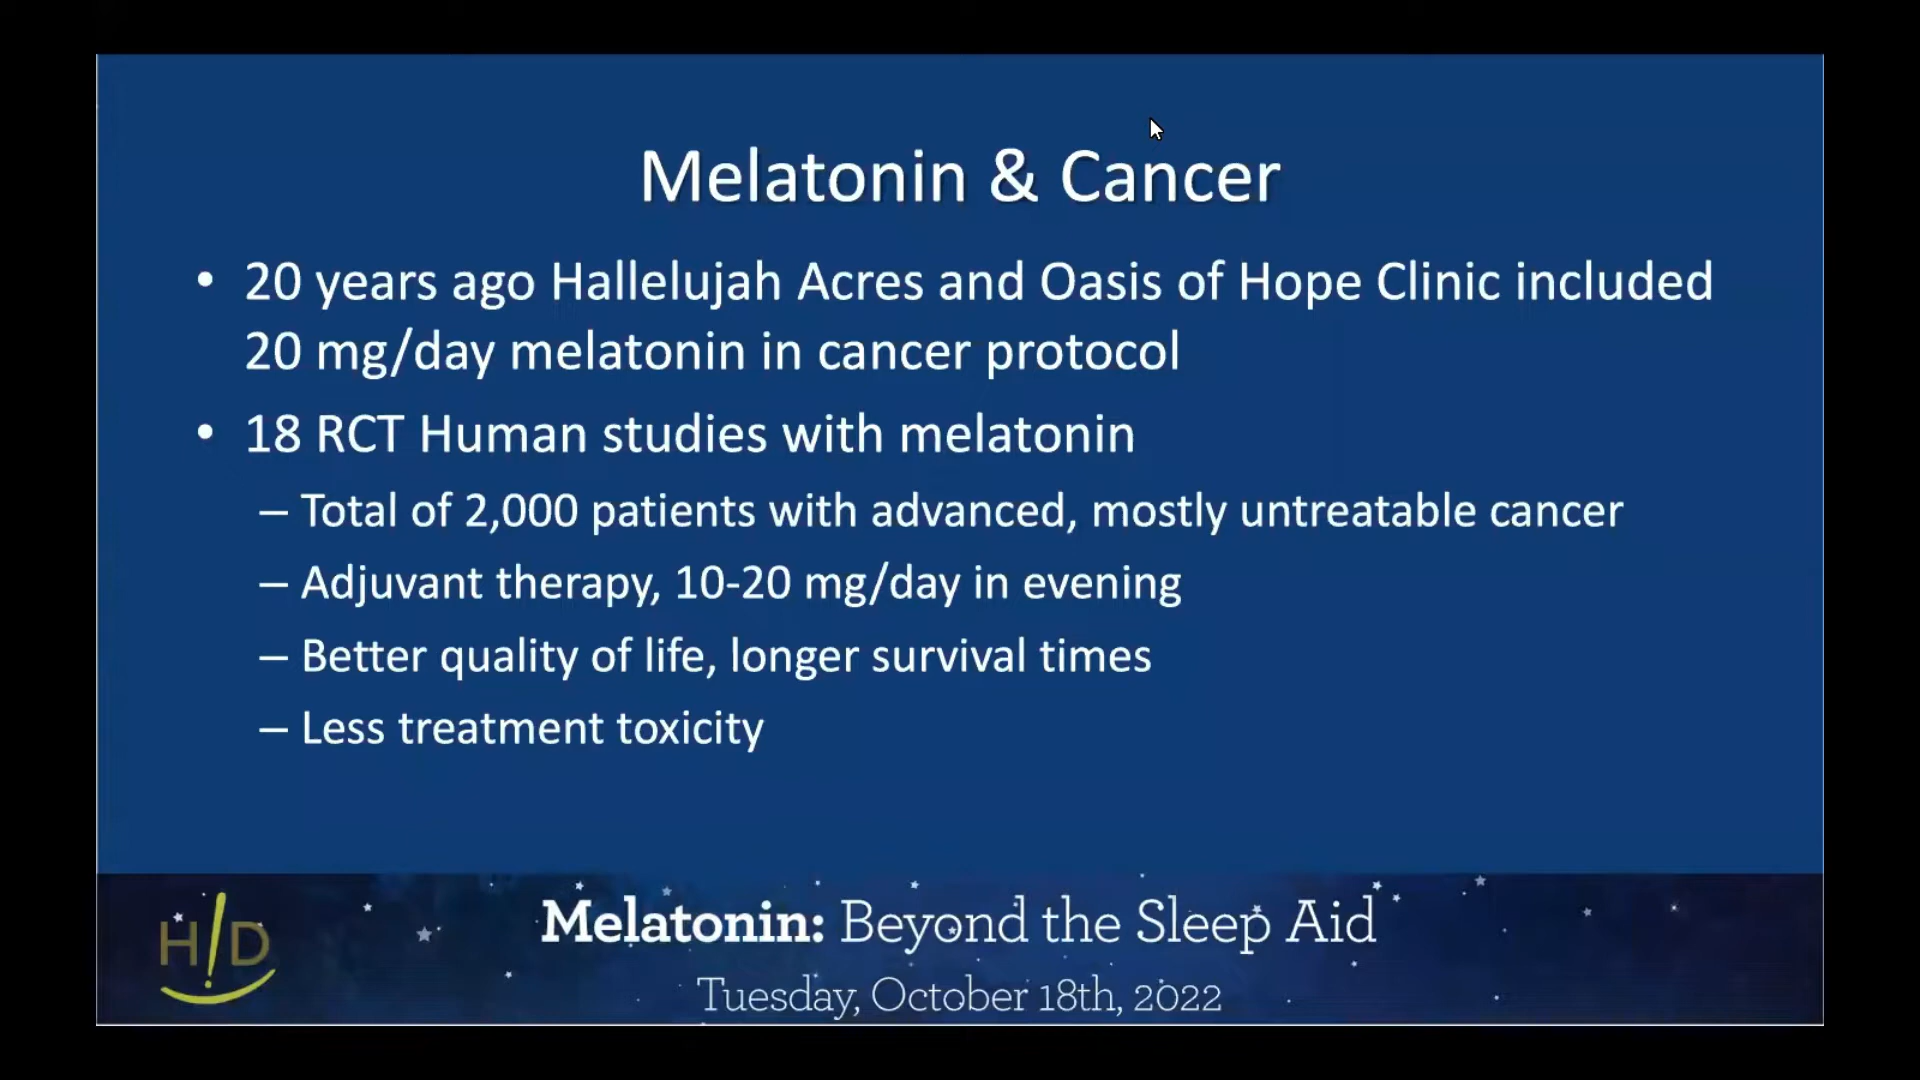 Melatonin & Cancer
• 20 years ago Hallelujah Acres and Oasis of Hope Clinic included
20 mg/day melatonin in cancer protocol
• 18 RCT Human studies with melatonin
– Total of 2,000 patients with advanced, mostly untreatable cancer
– Adjuvant therapy, 10-20 mg/day in evening
– Better quality of life, longer survival times
– Less treatment toxicity
H!D
Melatonin: Beyond the Sleep Aid
Tuesday, October 18th, 2022